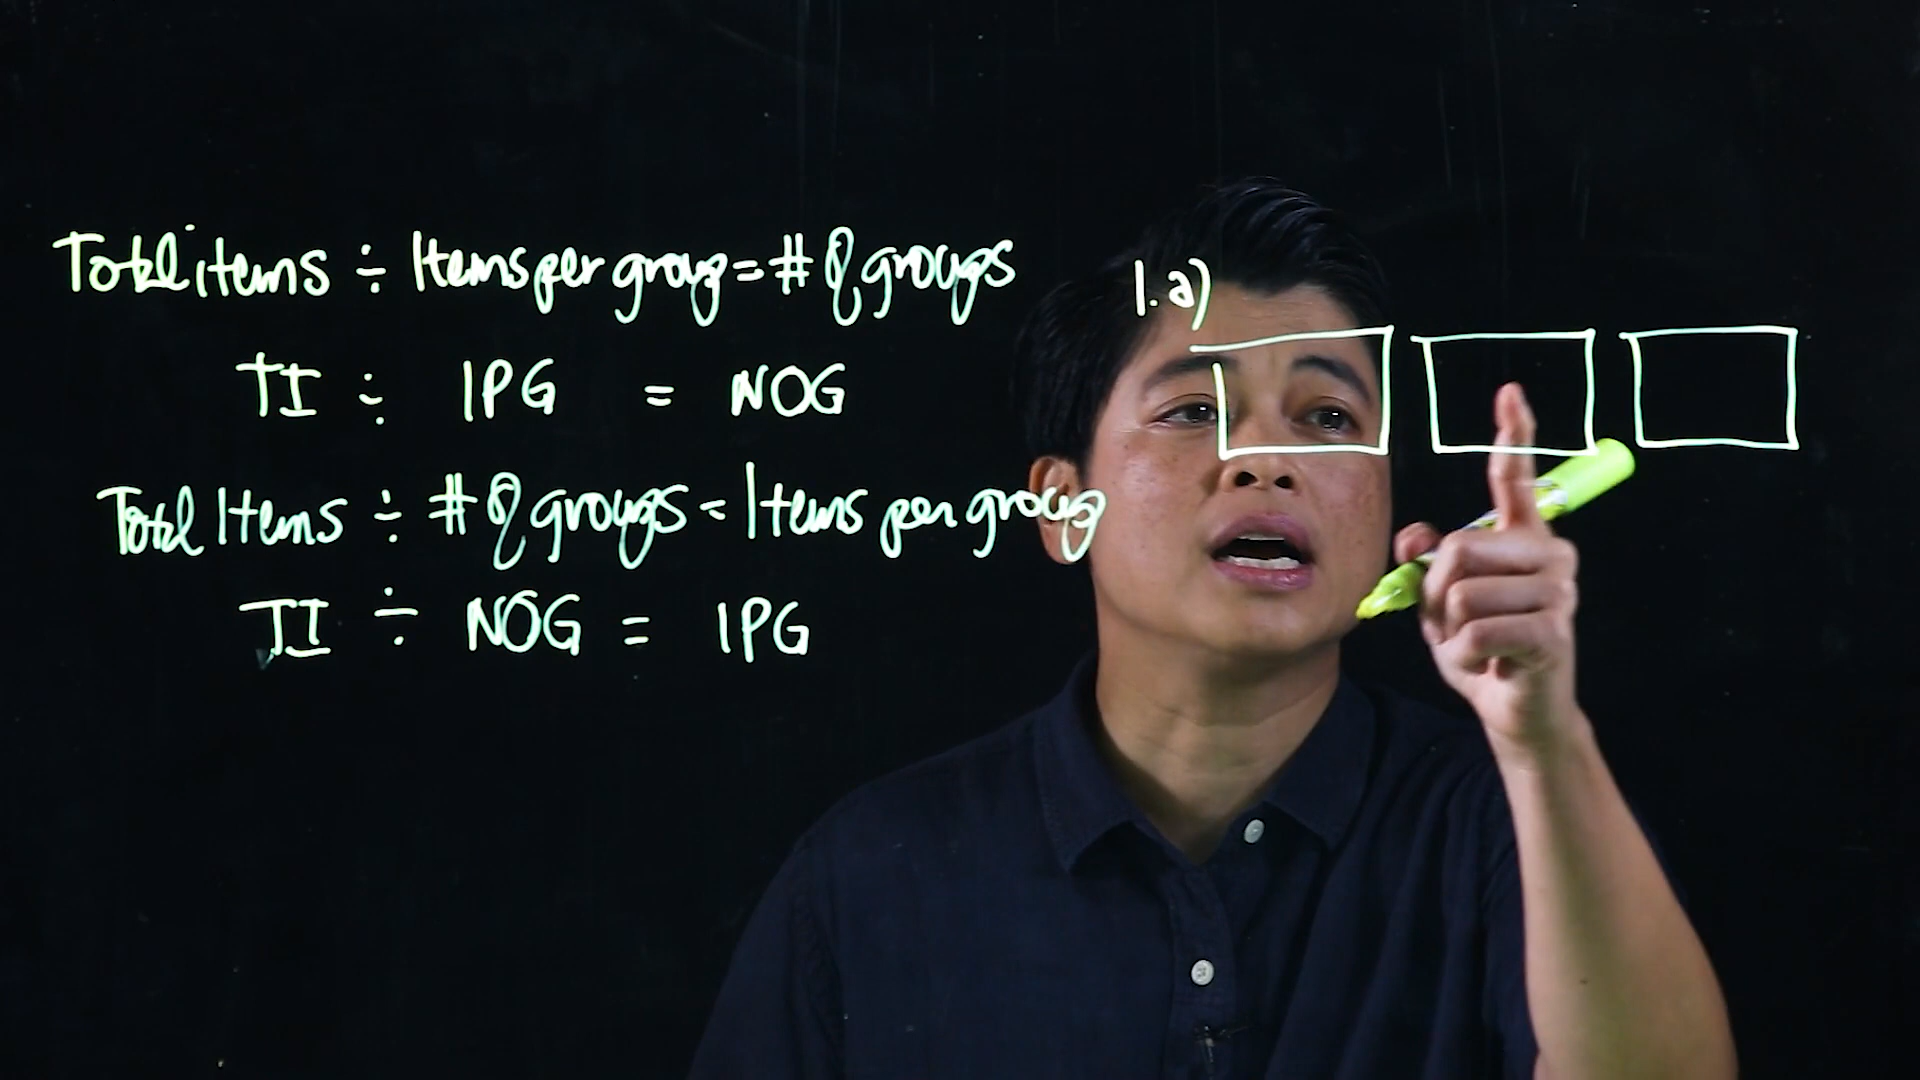 Total items ÷ Items per group = # of groups
TI ÷ IPG = NOG
Total Items ÷ # of groups = Items per group
TI ÷ NOG = IPG
1. a)